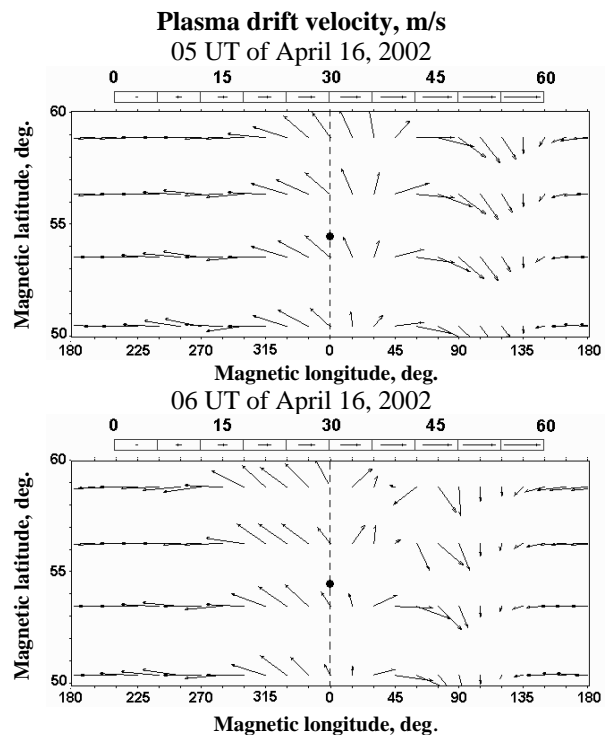 Plasma drift velocity, m/s
05 UT of April 16, 2002
0 15 30 45 60
Magnetic latitude, deg.
60
55
50
180 225 270 315 0 45 90 135 180
Magnetic longitude, deg.
06 UT of April 16, 2002
0 15 30 45 60
Magnetic latitude, deg.
60
55
50
180 225 270 315 0 45 90 135 180
Magnetic longitude, deg.